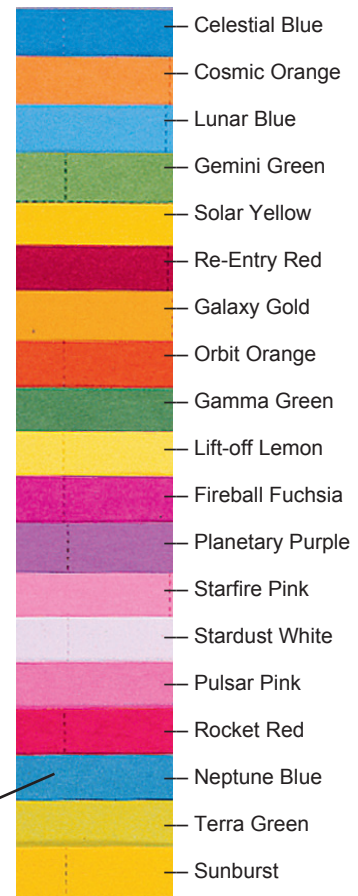 Celestial Blue
Cosmic Orange
Lunar Blue
Gemini Green
Solar Yellow
Re-Entry Red
Galaxy Gold
Orbit Orange
Gamma Green
Lift-off Lemon
Fireball Fuchsia
Planetary Purple
Starfire Pink
Stardust White
Pulsar Pink
Rocket Red
Neptune Blue
Terra Green
Sunburst